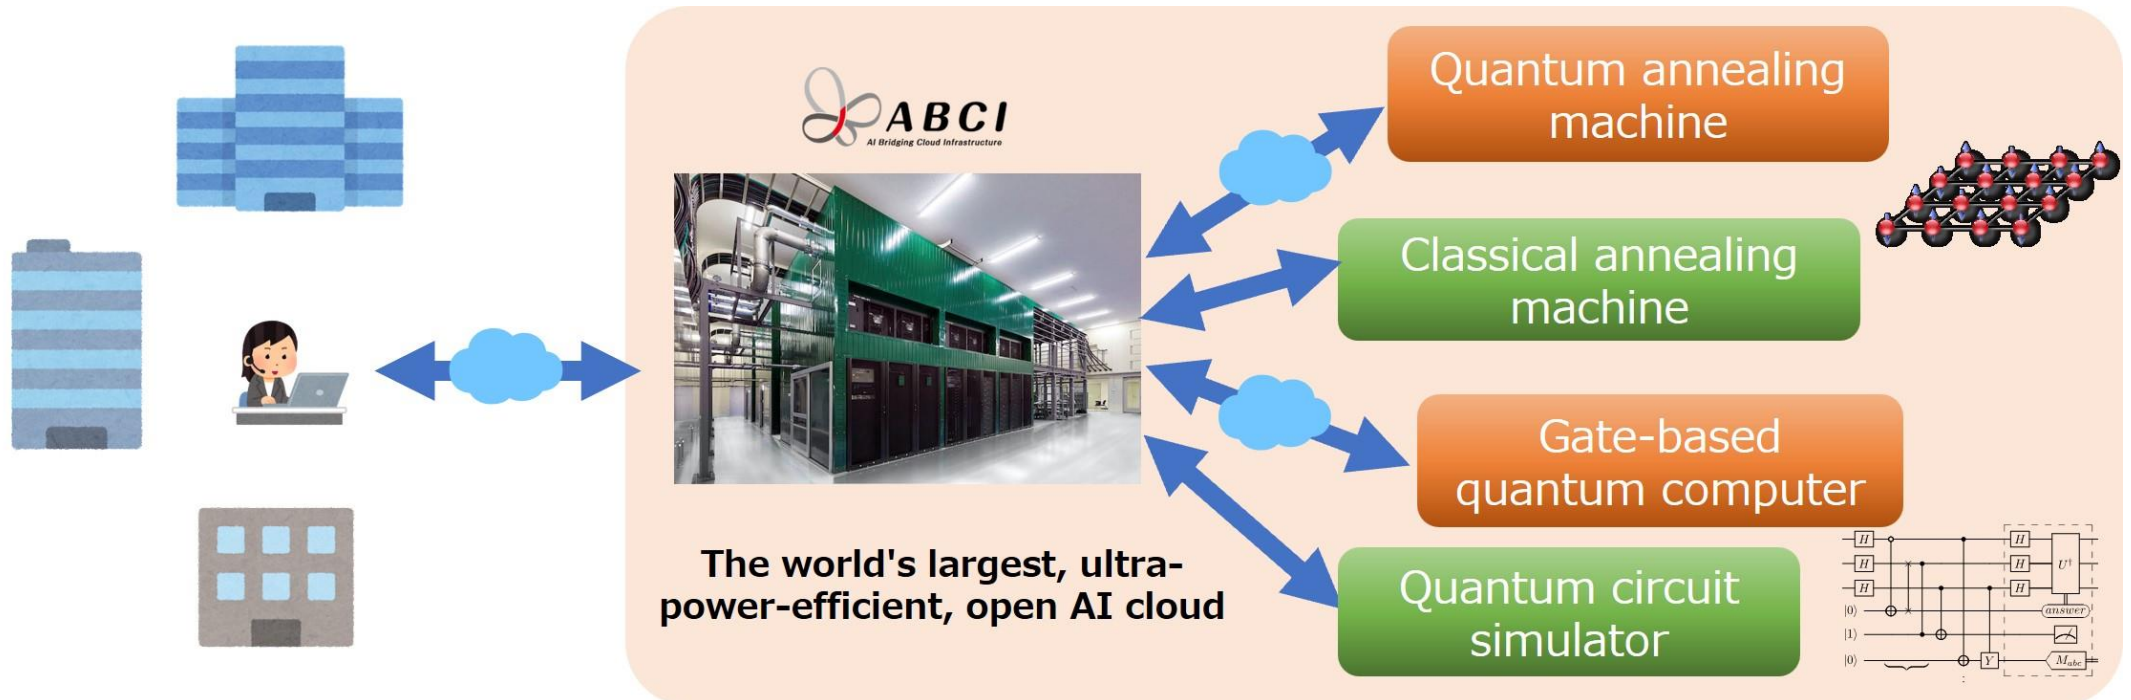 ABCI
AI Bridging Cloud Infrastructure
The world's largest, ultra-
power-efficient, open AI cloud
Quantum annealing
machine
Classical annealing
machine
Gate-based
quantum computer
Quantum circuit
simulator
H H
H H U†
H H
|0⟩ answer
|1⟩
|0⟩ Y M_abc